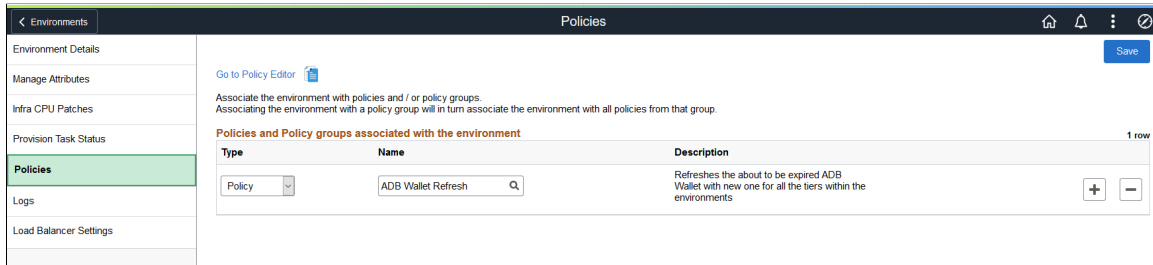 Environments
Policies
Environment Details
Manage Attributes
Infra CPU Patches
Provision Task Status
Policies
Logs
Load Balancer Settings
Save
Go to Policy Editor
Associate the environment with policies and / or policy groups.
Associating the environment with a policy group will in turn associate the environment with all policies from that group.
Policies and Policy groups associated with the environment
1 row
Type Name Description
Policy ADB Wallet Refresh
Refreshes the about to be expired ADB
Wallet with new one for all the tiers within the
environments